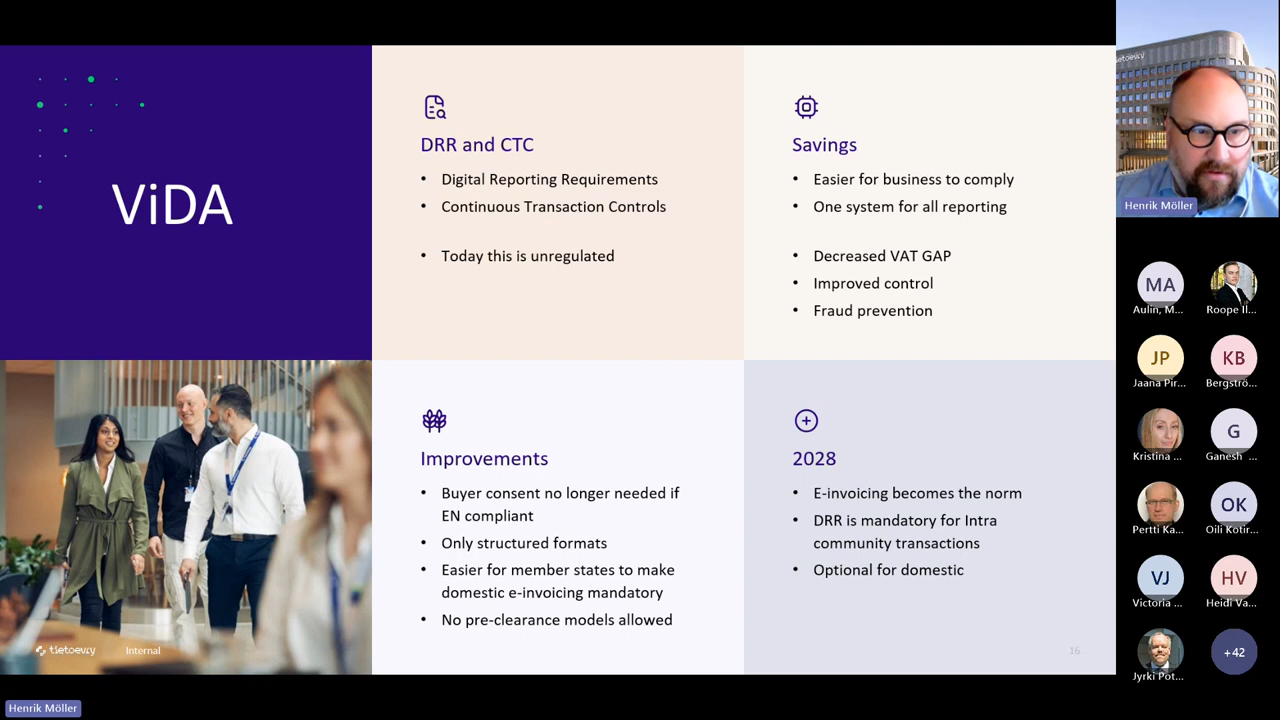 ViDA
DRR and CTC
• Digital Reporting Requirements
• Continuous Transaction Controls
• Today this is unregulated
Savings
• Easier for business to comply
• One system for all reporting
• Decreased VAT GAP
• Improved control
• Fraud prevention
Improvements
• Buyer consent no longer needed if
EN compliant
• Only structured formats
• Easier for member states to make
domestic e-invoicing mandatory
• No pre-clearance models allowed
2028
• E-invoicing becomes the norm
• DRR is mandatory for Intra
community transactions
• Optional for domestic
16
tietoevry
Internal
Henrik Möller
tietoevry
Henrik Möller
MA
Aulin, M...
Roope Il...
JP
Jaana Pir...
KB
Bergströ...
Kristina ...
G
Ganesh ...
Pertti Ka...
OK
Oili Kotir...
VJ
Victoria ...
HV
Heidi Va...
Jyrki Pot...
+42